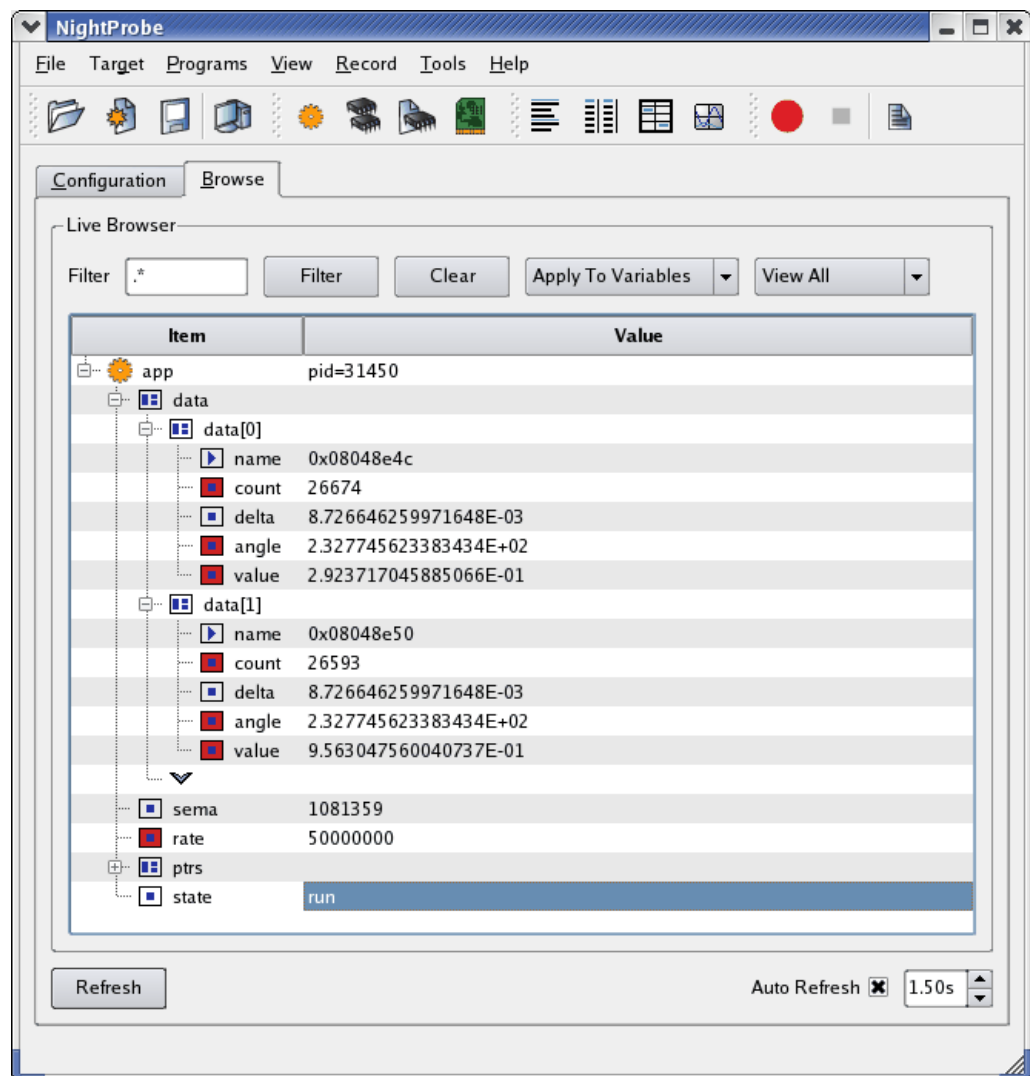 NightProbe
File Target Programs View Record Tools Help
Configuration Browse
Live Browser
Filter .* Filter Clear Apply To Variables View All
Item Value
app pid=31450
data
data[0]
name 0x08048e4c
count 26674
delta 8.726646259971648E-03
angle 2.327745623383434E+02
value 2.923717045885066E-01
data[1]
name 0x08048e50
count 26593
delta 8.726646259971648E-03
angle 2.327745623383434E+02
value 9.563047560040737E-01
sema 1081359
rate 50000000
ptrs
state run
Refresh Auto Refresh 1.50s